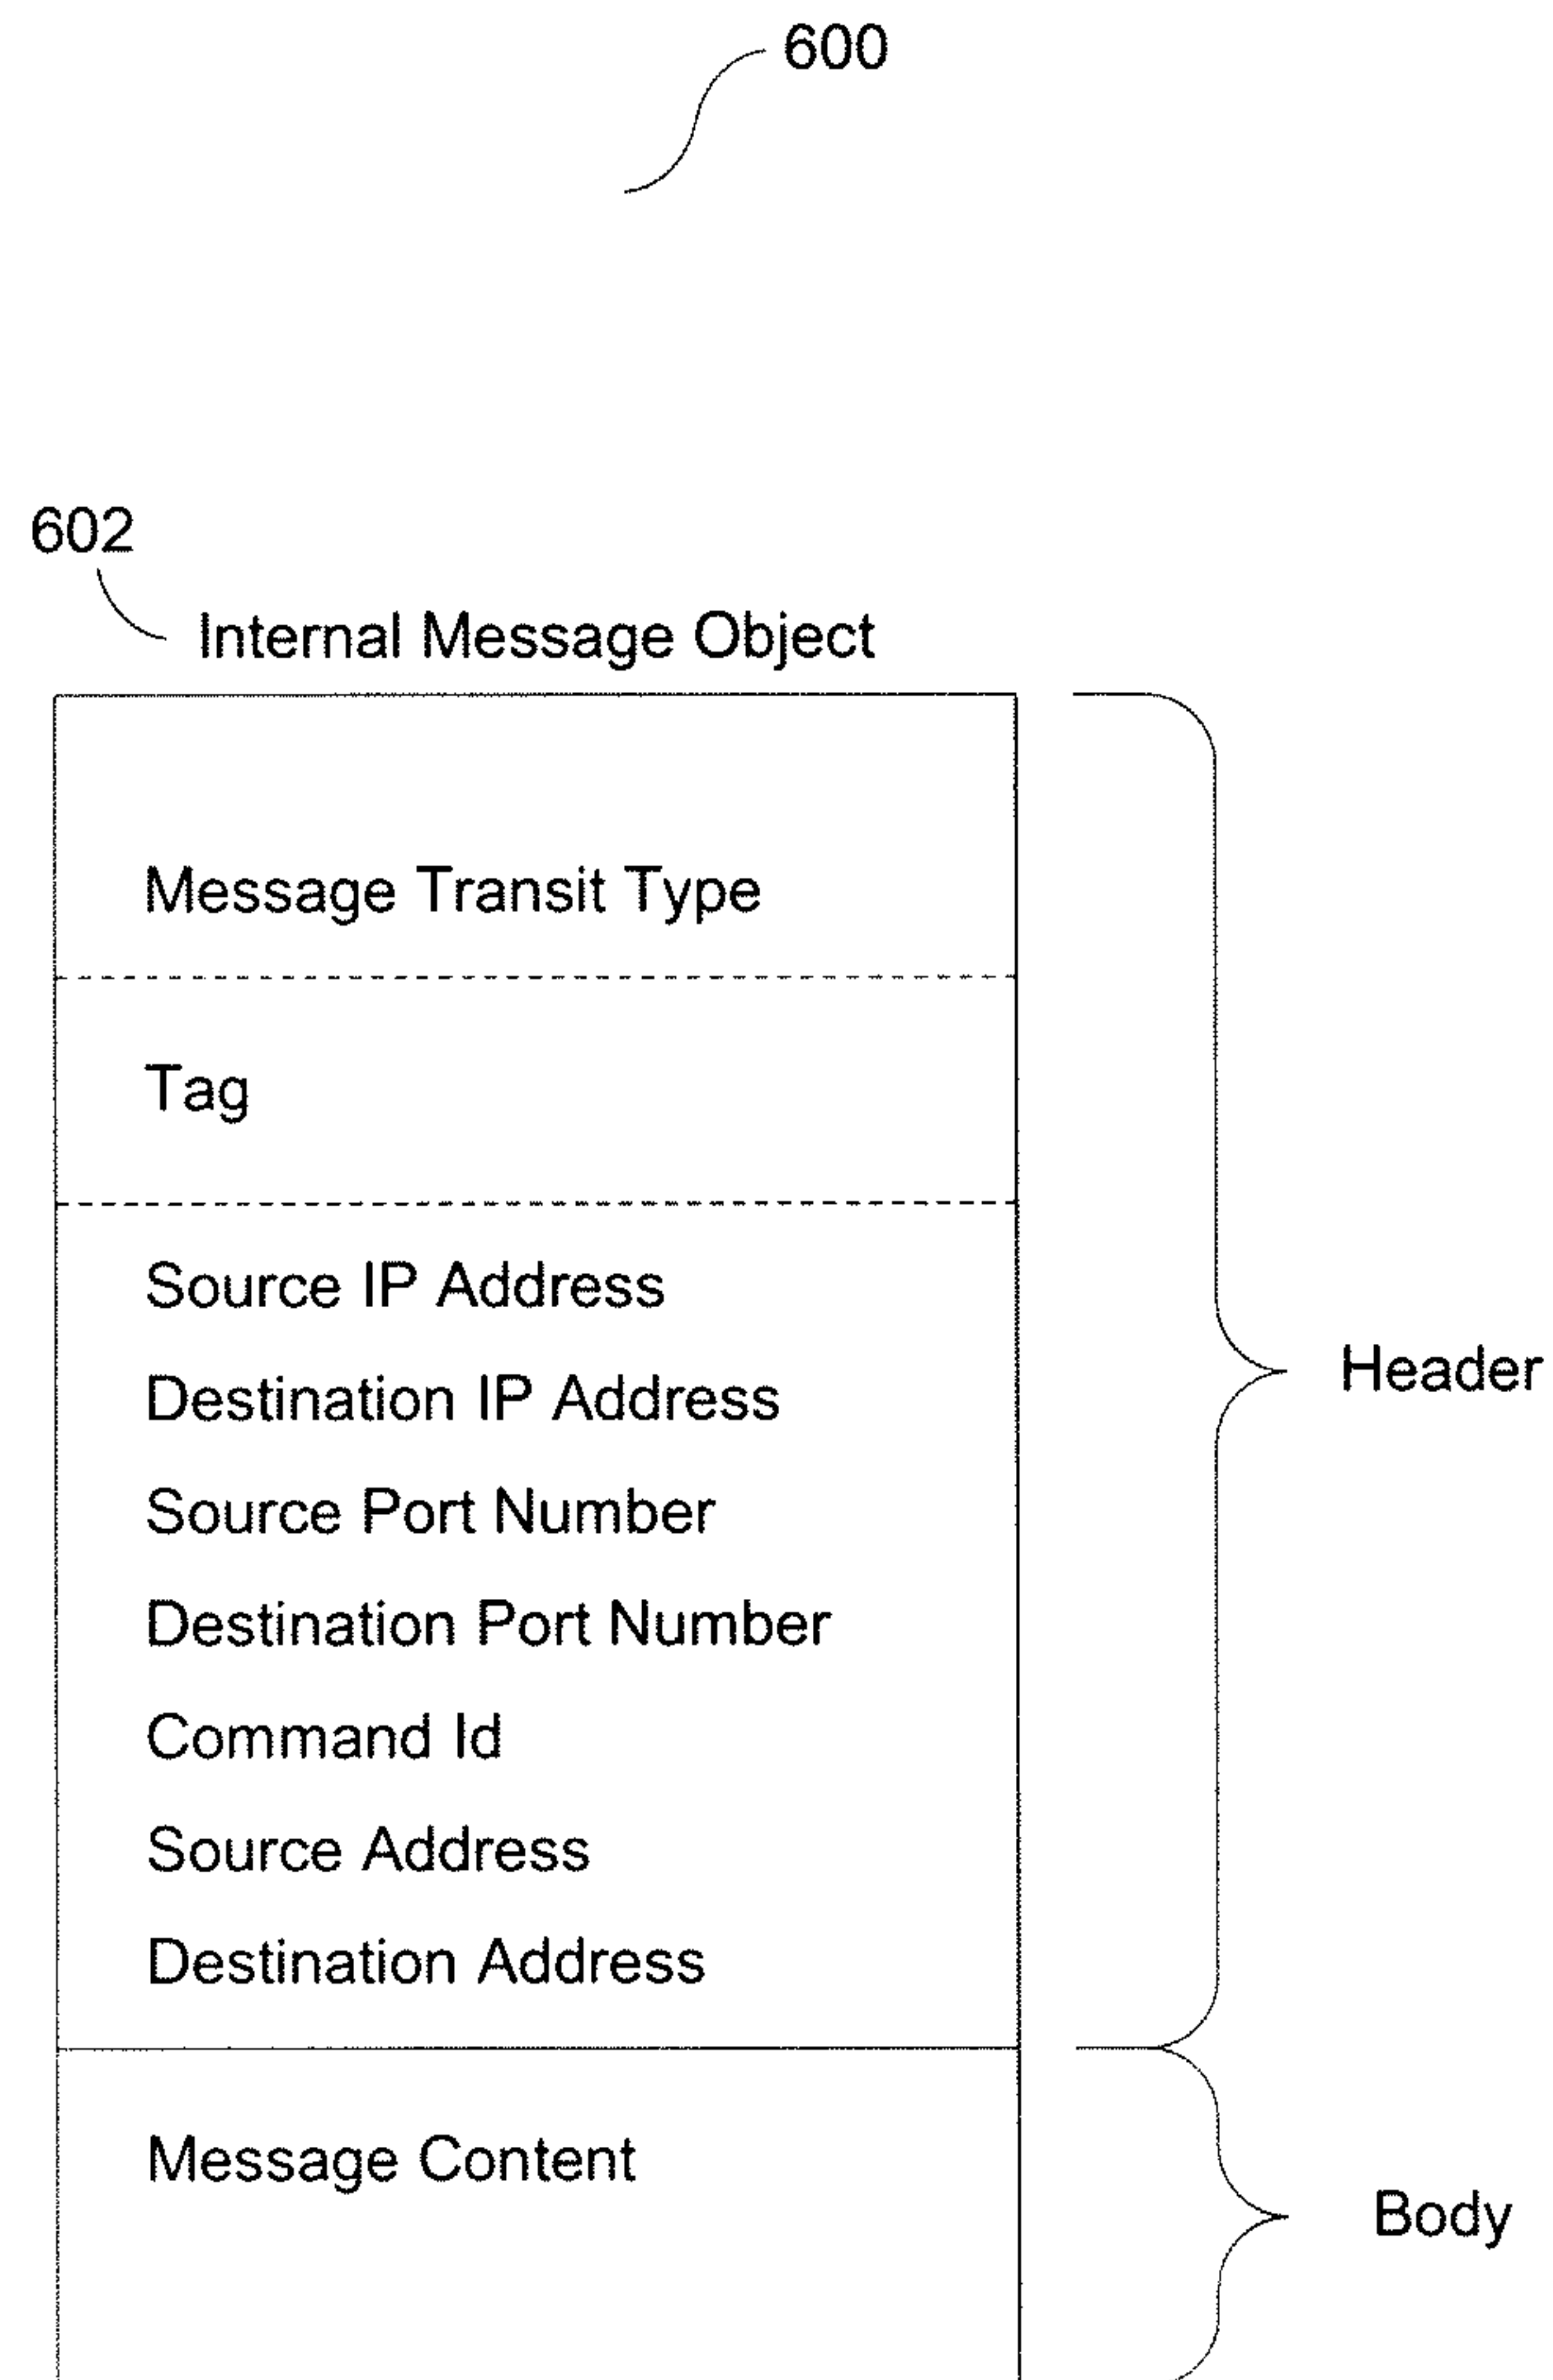 600
602
Internal Message Object
Message Transit Type
Tag
Source IP Address
Destination IP Address
Source Port Number
Destination Port Number
Command Id
Source Address
Destination Address
Header
Message Content
Body